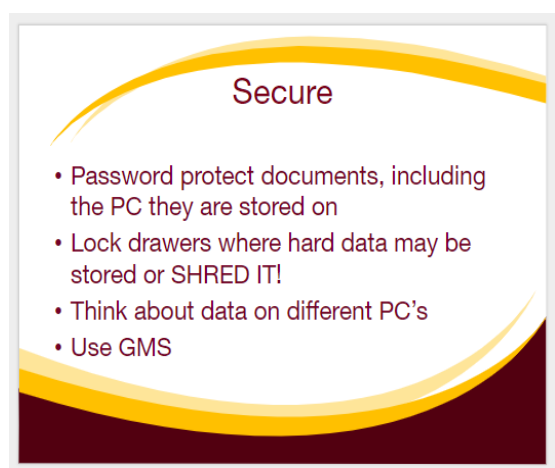 Secure
• Password protect documents, including
the PC they are stored on
• Lock drawers where hard data may be
stored or SHRED IT!
• Think about data on different PC's
• Use GMS